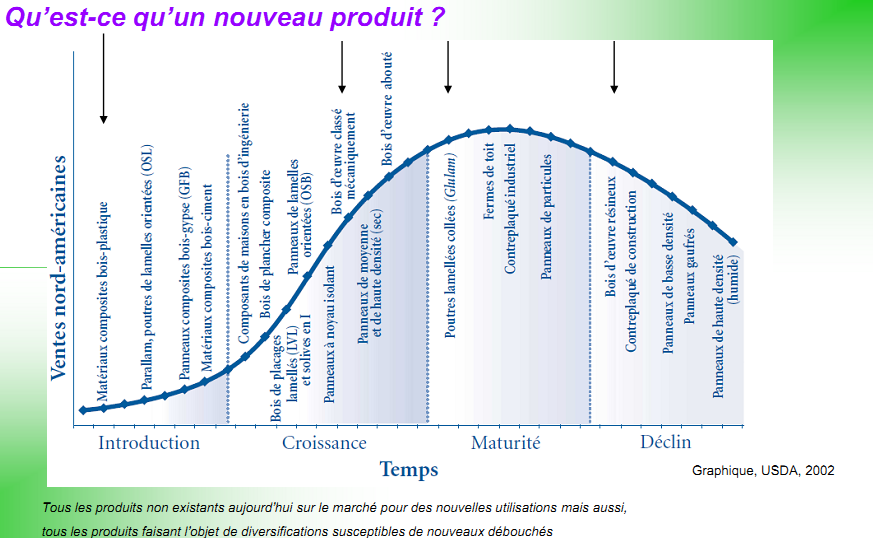 Qu'est-ce qu'un nouveau produit ?
Ventes nord-américaines
Matériaux composites bois-plastique
Parallam, poutres de lamelles orientées (OSL)
Panneaux composites bois-gypse (GFB)
Matériaux composites bois-ciment
Composants de maisons en bois d'ingénierie
Bois de plancher composite
Bois de placages
lamellés (LVL)
et solives en I
Panneaux de lamelles
orientées (OSB)
Panneaux à noyau isolant
Bois d'œuvre classé
mécaniquement
Panneaux de moyenne
et de haute densité (sec)
Bois d'œuvre abouté
Poutres lamellées collées (Glulam)
Fermes de toit
Contreplaqué industriel
Panneaux de particules
Bois d'œuvre résineux
Contreplaqué de construction
Panneaux de basse densité
Panneaux gaufrés
Panneaux de haute densité
(humide)
Introduction
Croissance
Maturité
Déclin
Temps
Graphique, USDA, 2002
Tous les produits non existants aujourd'hui sur le marché pour des nouvelles utilisations mais aussi,
tous les produits faisant l'objet de diversifications susceptibles de nouveaux débouchés